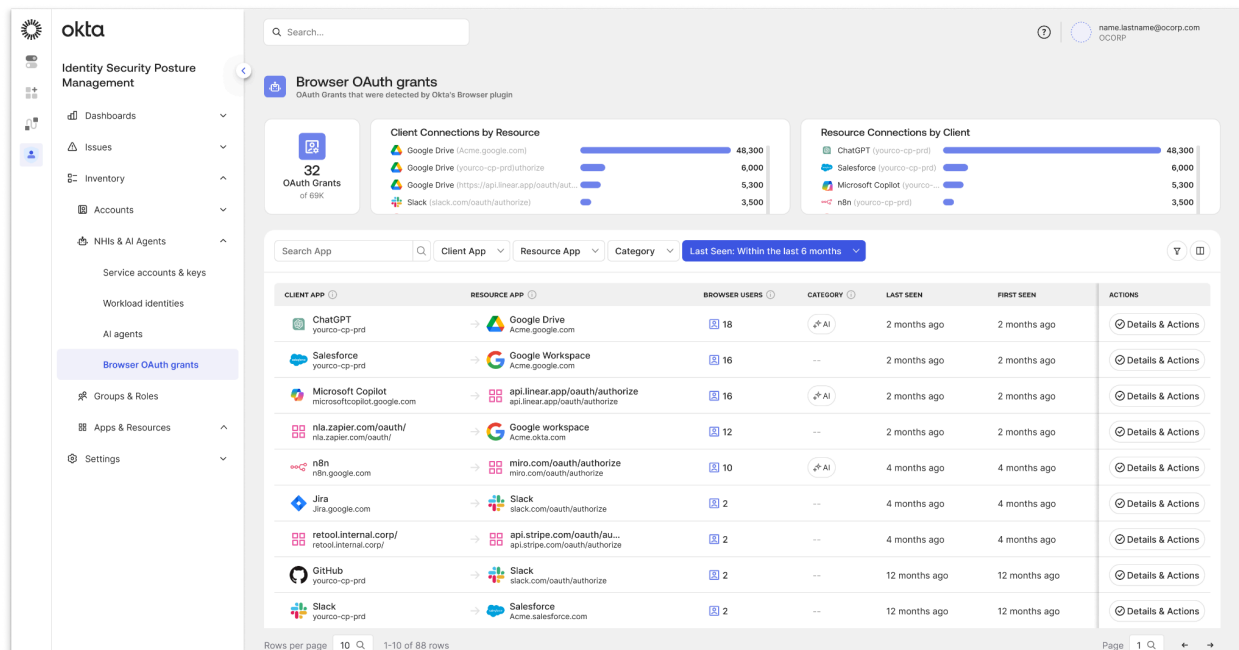 okta
Search...
name.lastname@ocorp.com
OCORP
Identity Security Posture
Management
Dashboards
Issues
Inventory
Accounts
NHIs & AI Agents
Service accounts & keys
Workload identities
AI agents
Browser OAuth grants
Groups & Roles
Apps & Resources
Settings
Browser OAuth grants
OAuth Grants that were detected by Okta's Browser plugin
32
OAuth Grants
of 69K
Client Connections by Resource
Google Drive (Acme.google.com) 48,300
Google Drive (yourco-cp-prd)uthorize 6,000
Google Drive (https://api.linear.app/oauth/aut... 5,300
Slack (slack.com/oauth/authorize) 3,500
Resource Connections by Client
ChatGPT (yourco-cp-prd) 48,300
Salesforce (yourco-cp-prd) 6,000
Microsoft Copilot (yourco-... 5,300
n8n (yourco-cp-prd) 3,500
Search App Client App Resource App Category Last Seen: Within the last 6 months
CLIENT APP RESOURCE APP BROWSER USERS CATEGORY LAST SEEN FIRST SEEN ACTIONS
ChatGPT Google Drive
yourco-cp-prd Acme.google.com
18 AI 2 months ago 2 months ago Details & Actions
Salesforce Google Workspace
yourco-cp-prd Acme.google.com
16 -- 2 months ago 2 months ago Details & Actions
Microsoft Copilot api.linear.app/oauth/authorize
microsoftcopilot.google.com api.linear.app/oauth/authorize
16 AI 2 months ago 2 months ago Details & Actions
nla.zapier.com/oauth/ Google workspace
nla.zapier.com/oauth/ Acme.okta.com
12 -- 2 months ago 2 months ago Details & Actions
n8n miro.com/oauth/authorize
n8n.google.com miro.com/oauth/authorize
10 AI 4 months ago 4 months ago Details & Actions
Jira Slack
Jira.google.com slack.com/oauth/authorize
2 -- 4 months ago 4 months ago Details & Actions
retool.internal.corp/ api.stripe.com/oauth/au...
retool.internal.corp/ api.stripe.com/oauth/authorize
2 -- 4 months ago 4 months ago Details & Actions
GitHub Slack
yourco-cp-prd slack.com/oauth/authorize
2 -- 12 months ago 12 months ago Details & Actions
Slack Salesforce
yourco-cp-prd Acme.salesforce.com
2 -- 12 months ago 12 months ago Details & Actions
Rows per page 10 1-10 of 88 rows Page 1